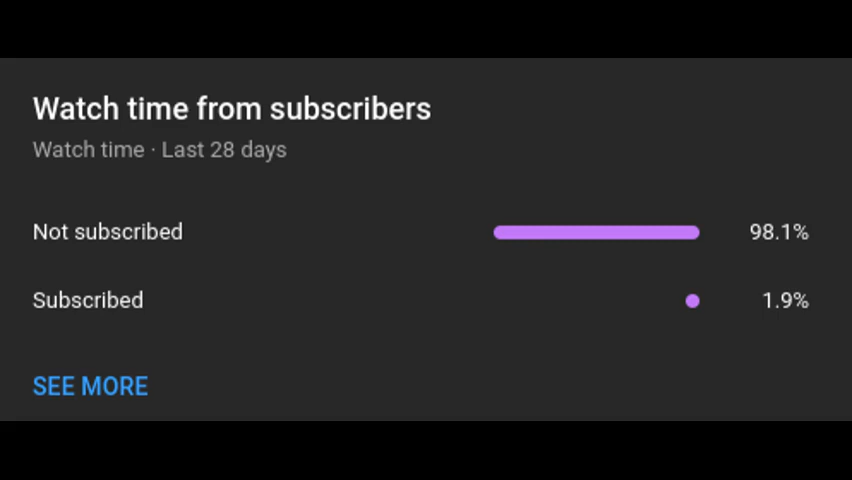 Watch time from subscribers
Watch time · Last 28 days
Not subscribed 98.1%
Subscribed 1.9%
SEE MORE